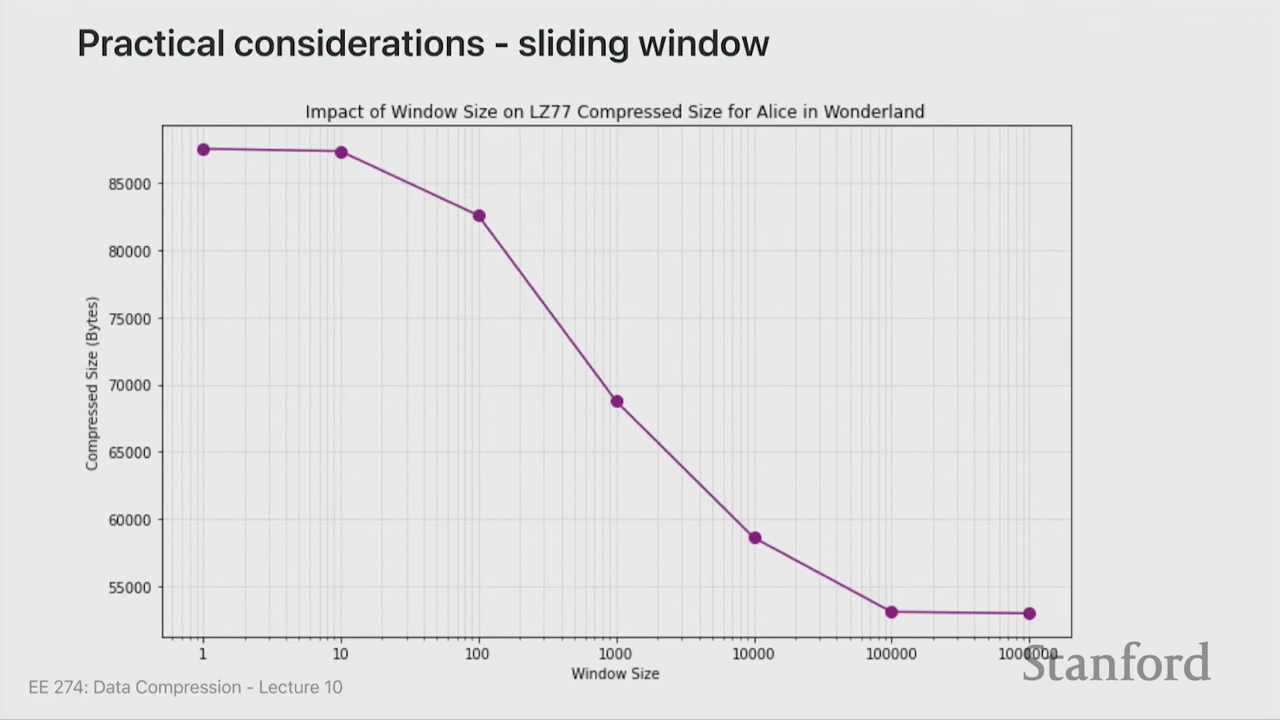 Practical considerations - sliding window
Impact of Window Size on LZ77 Compressed Size for Alice in Wonderland
85000
80000
75000
70000
65000
60000
55000
Compressed Size (Bytes)
1 10 100 1000 10000 100000 1000000
Window Size
Stanford
EE 274: Data Compression - Lecture 10